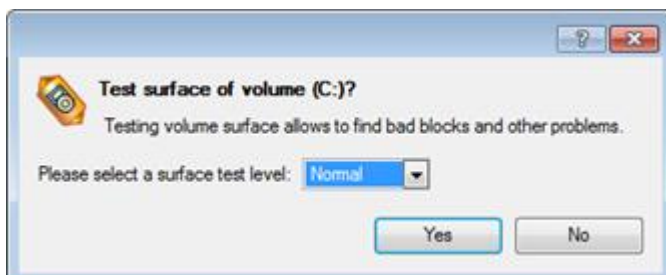 ?
Test surface of volume (C:)?
Testing volume surface allows to find bad blocks and other problems.
Please select a surface test level: Normal
Yes No